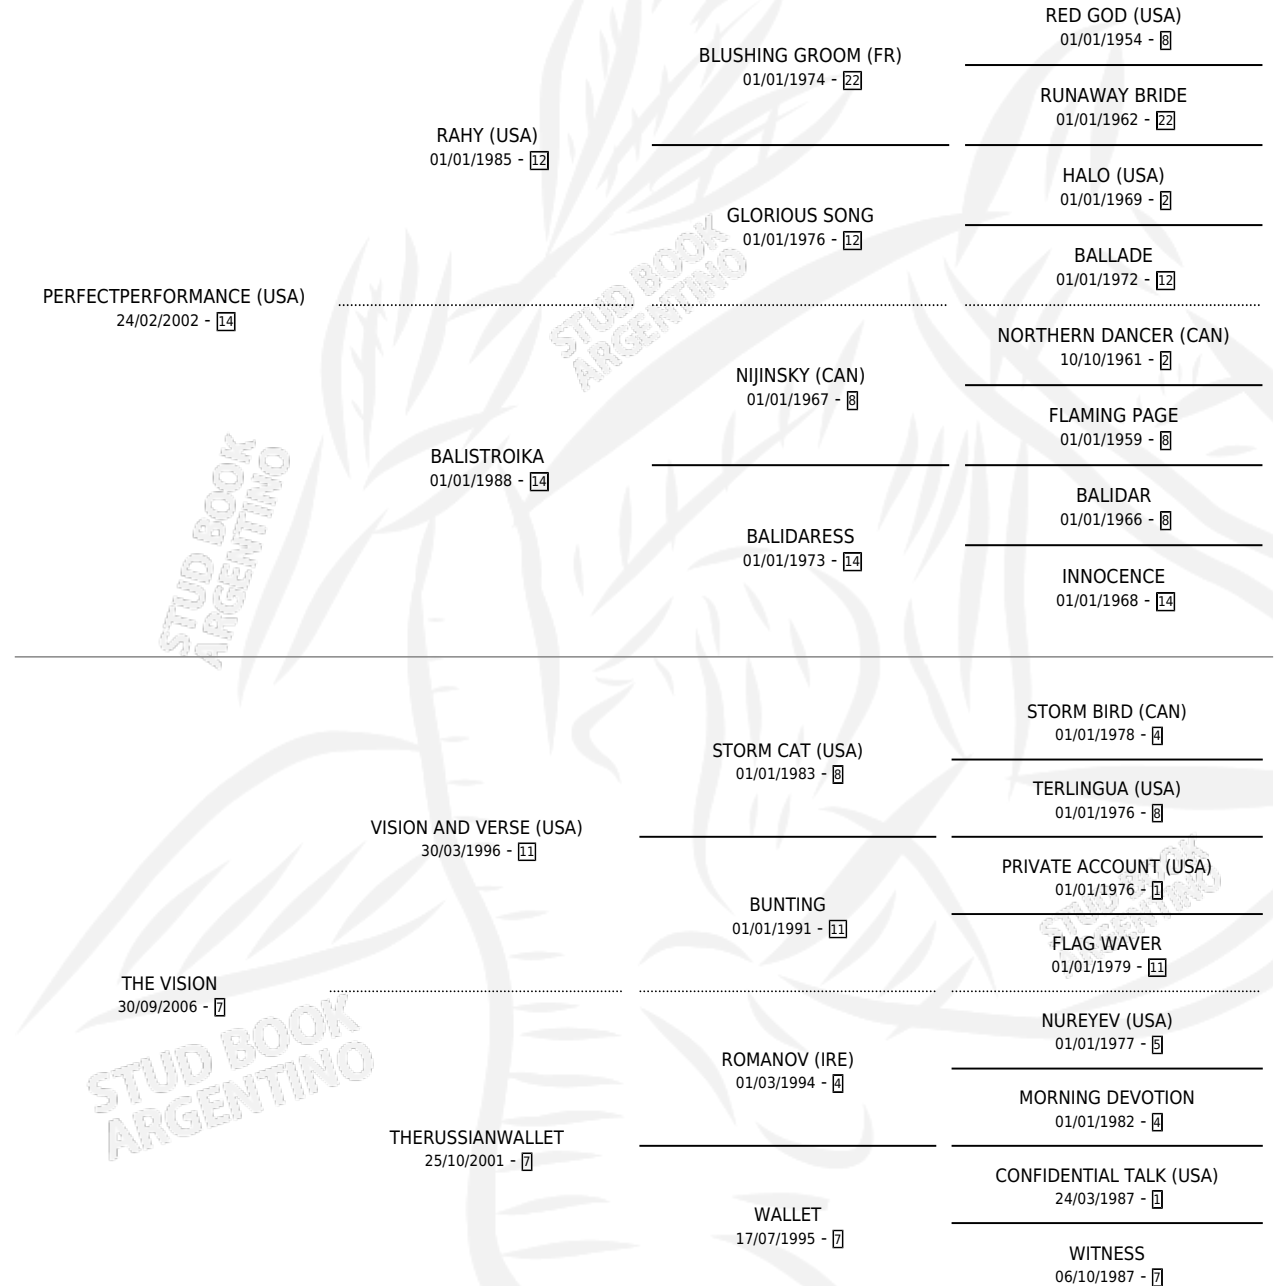 RED GOD (USA)
01/01/1954 - 8
BLUSHING GROOM (FR)
01/01/1974 - 22
RUNAWAY BRIDE
01/01/1962 - 22
RAHY (USA)
01/01/1985 - 12
HALO (USA)
01/01/1969 - 2
GLORIOUS SONG
01/01/1976 - 12
BALLADE
01/01/1972 - 12
PERFECTPERFORMANCE (USA)
24/02/2002 - 14
STUD BOOK
ARGENTINO
NORTHERN DANCER (CAN)
10/10/1961 - 2
NIJINSKY (CAN)
01/01/1967 - 8
FLAMING PAGE
01/01/1959 - 8
BALISTROIKA
01/01/1988 - 14
BALIDAR
01/01/1966 - 8
BALIDARESS
01/01/1973 - 14
INNOCENCE
01/01/1968 - 14
STUD BOOK
ARGENTINO
STORM BIRD (CAN)
01/01/1978 - 4
STORM CAT (USA)
01/01/1983 - 8
TERLINGUA (USA)
01/01/1976 - 8
VISION AND VERSE (USA)
30/03/1996 - 11
PRIVATE ACCOUNT (USA)
01/01/1976 - 1
BUNTING
01/01/1991 - 11
FLAG WAVER
01/01/1979 - 11
STUD BOOK
ARGENTINO
THE VISION
30/09/2006 - 7
NUREYEV (USA)
01/01/1977 - 5
ROMANOV (IRE)
01/03/1994 - 4
MORNING DEVOTION
01/01/1982 - 4
STUD BOOK
ARGENTINO
THERUSSIANWALLET
25/10/2001 - 7
CONFIDENTIAL TALK (USA)
24/03/1987 - 1
WALLET
17/07/1995 - 7
WITNESS
06/10/1987 - 7